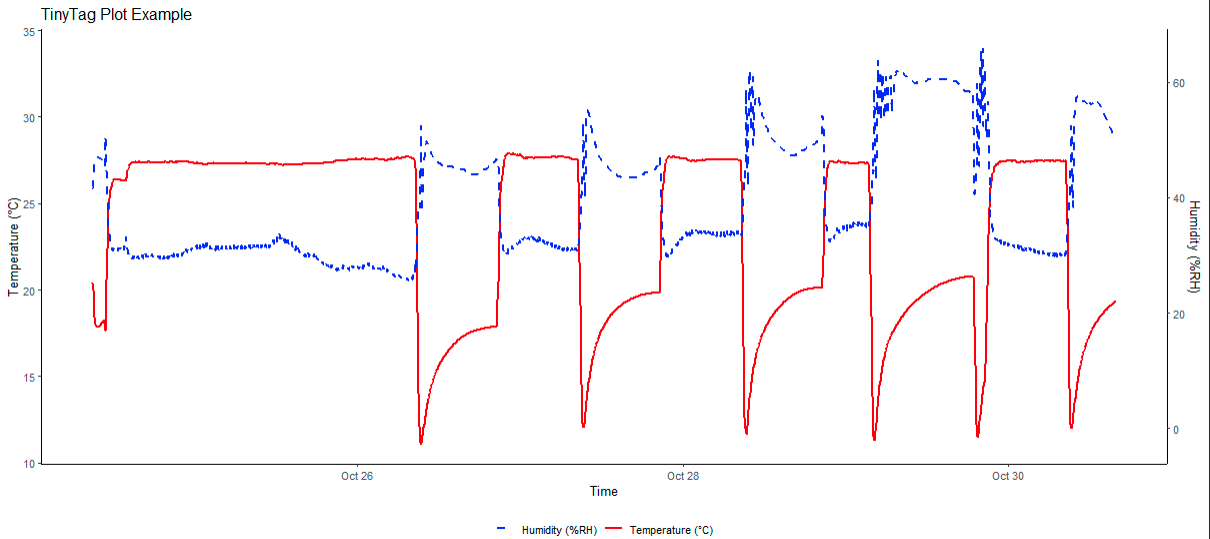 TinyTag Plot Example
35
30
25
20
15
10
Temperature (°C)
60
40
20
0
Humidity (%RH)
Oct 26
Oct 28
Oct 30
Time
Humidity (%RH)
Temperature (°C)